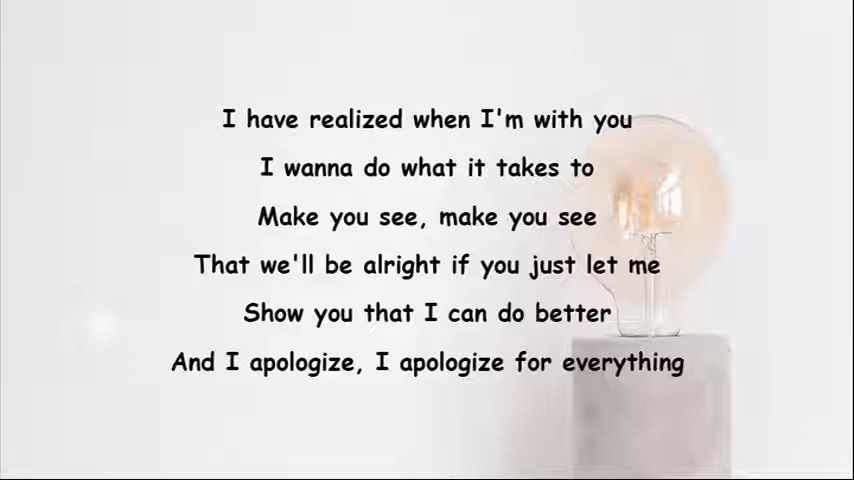 I have realized when I'm with you
I wanna do what it takes to
Make you see, make you see
That we'll be alright if you just let me
Show you that I can do better
And I apologize, I apologize for everything